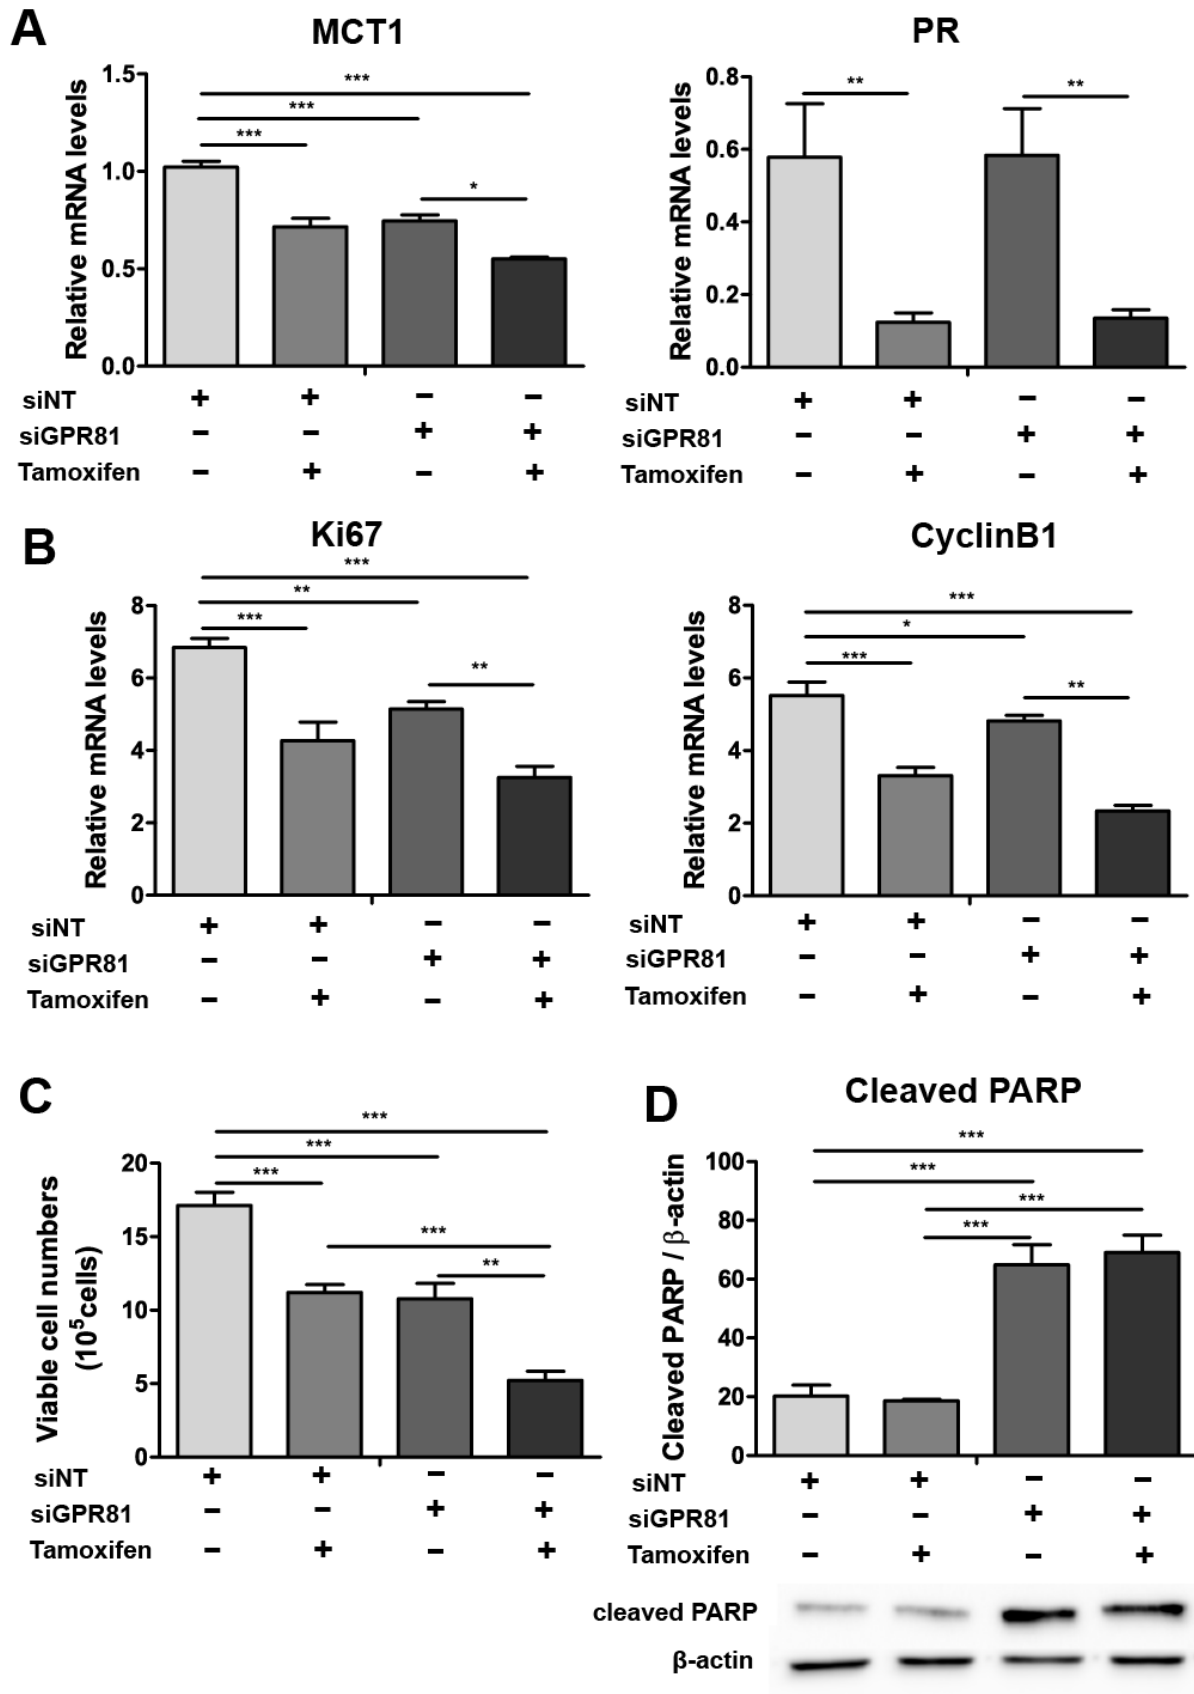 A
MCT1
PR
Relative mRNA levels
1.5
1.0
0.5
0.0
***
***
***
*
siNT + + − −
siGPR81 − − + +
Tamoxifen − + − +
Relative mRNA levels
0.8
0.6
0.4
0.2
0.0
**
**
siNT + + − −
siGPR81 − − + +
Tamoxifen − + − +
B
Ki67
CyclinB1
Relative mRNA levels
8
6
4
2
0
***
**
***
**
siNT + + − −
siGPR81 − − + +
Tamoxifen − + − +
Relative mRNA levels
8
6
4
2
0
***
*
***
**
siNT + + − −
siGPR81 − − + +
Tamoxifen − + − +
C
Viable cell numbers
(10⁵cells)
20
15
10
5
0
***
***
***
***
**
siNT + + − −
siGPR81 − − + +
Tamoxifen − + − +
D
Cleaved PARP
Cleaved PARP / β-actin
100
80
60
40
20
0
***
***
***
***
siNT + + − −
siGPR81 − − + +
Tamoxifen − + − +
cleaved PARP
β-actin